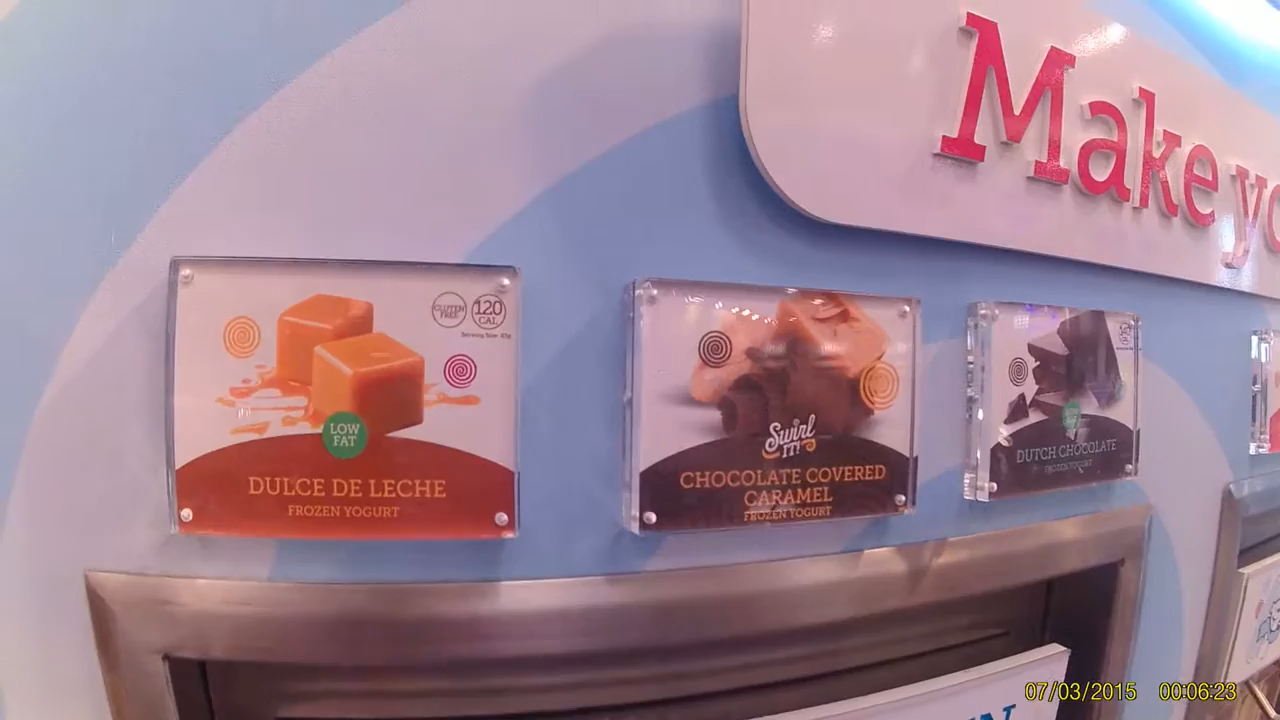 Make yo
GLUTEN
FREE
120
CAL
LOW
FAT
DULCE DE LECHE
FROZEN YOGURT
Swirl
IT!
CHOCOLATE COVERED
CARAMEL
FROZEN YOGURT
DUTCH CHOCOLATE
FROZEN YOGURT
07/03/2015 00:06:23